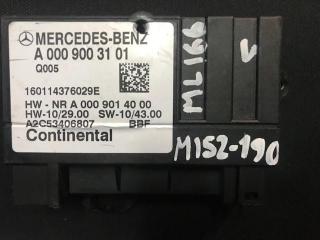 MERCEDES-BENZ
A 000 900 31 01
Q005
160114376029E
HW - NR A 000 901 40 00
HW-10/29.00 SW-10/43.00
A2C53406807 BBF
Continental
ML166
V
M152-190